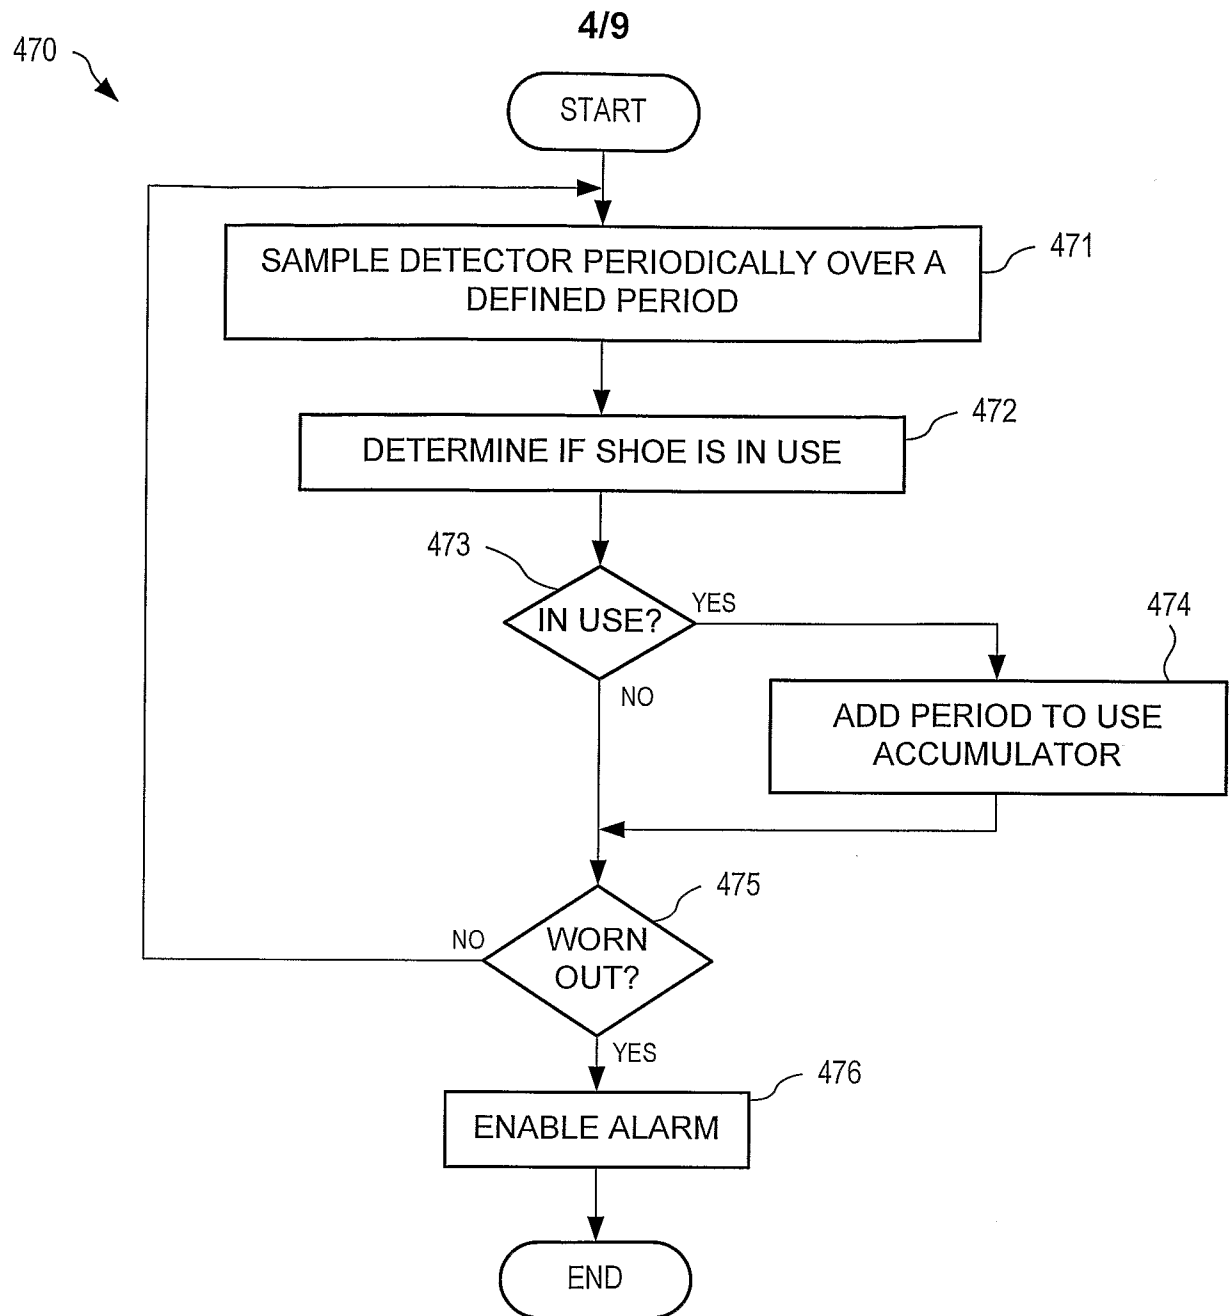 4/9
470
START
SAMPLE DETECTOR PERIODICALLY OVER A
DEFINED PERIOD
471
DETERMINE IF SHOE IS IN USE
472
473
IN USE?
YES
NO
474
ADD PERIOD TO USE
ACCUMULATOR
475
WORN
OUT?
NO
YES
476
ENABLE ALARM
END